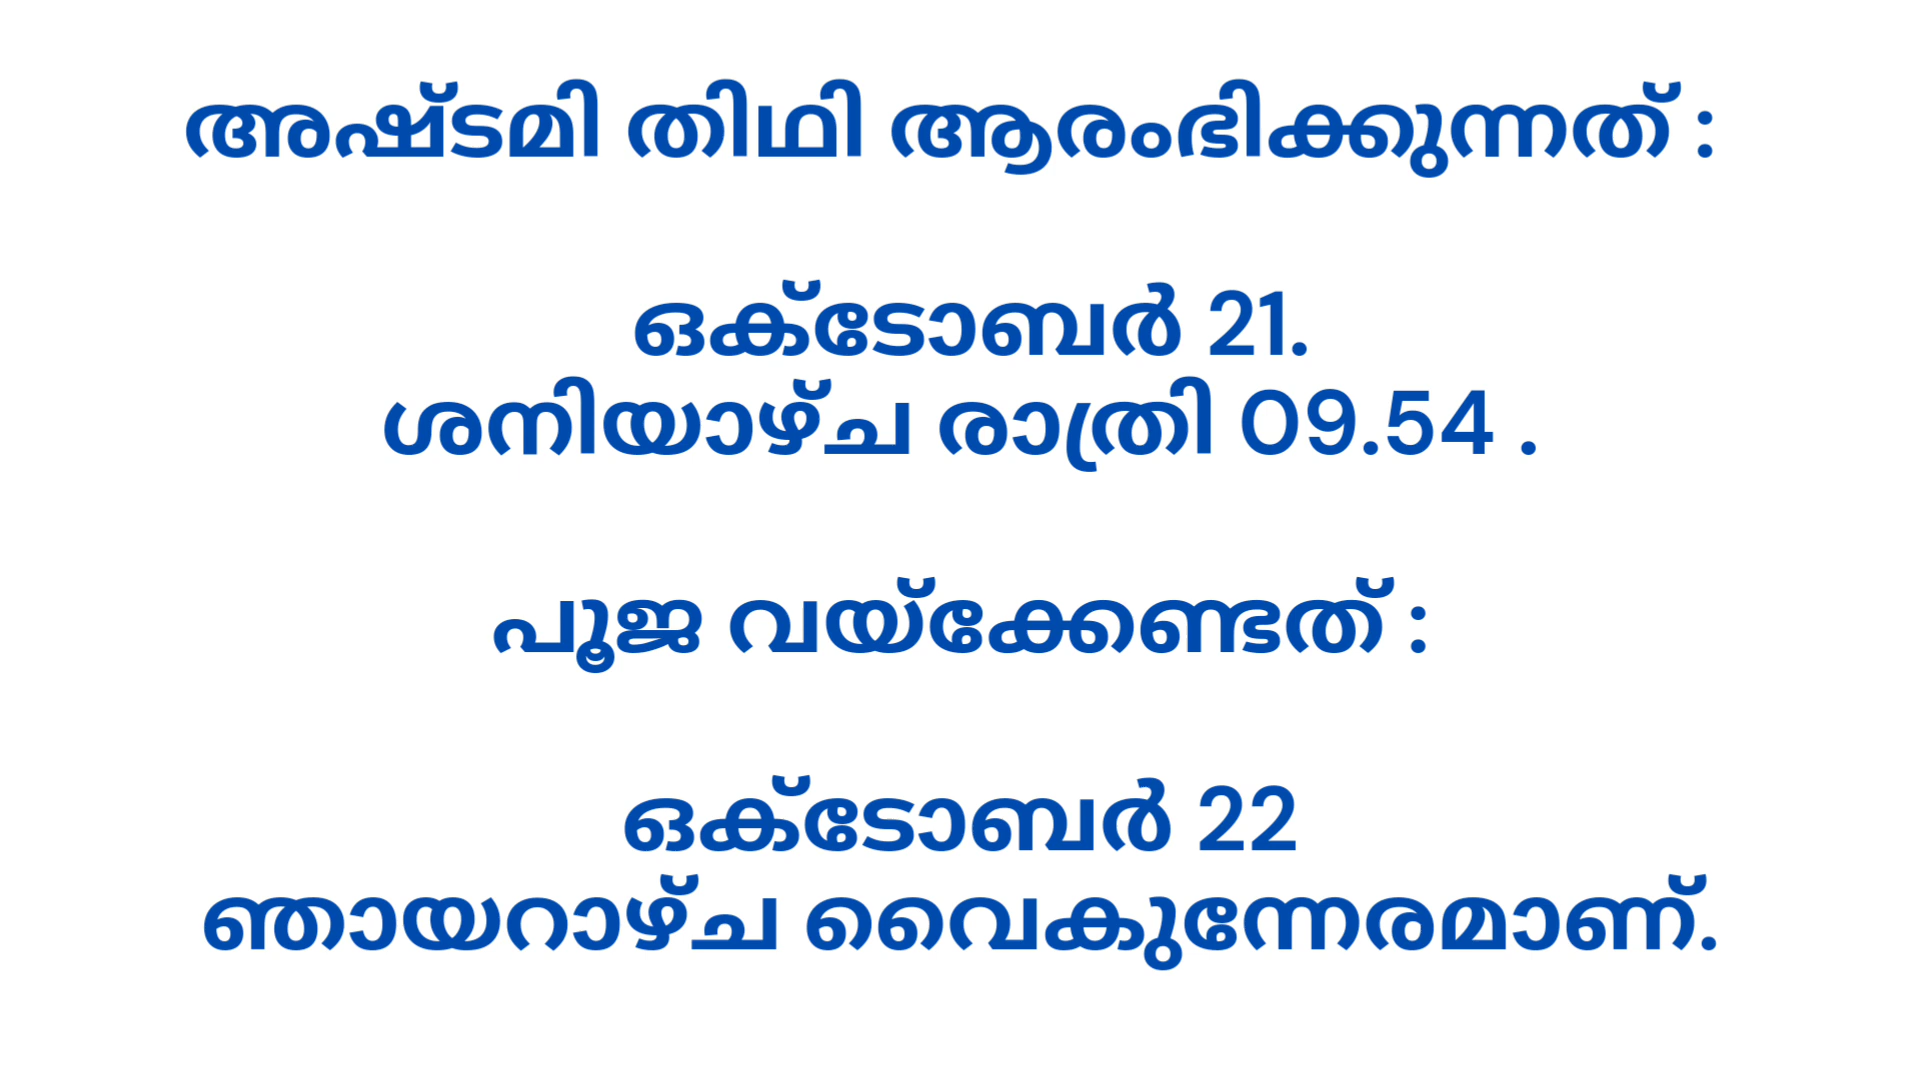 അഷ്ടമി തിഥി ആരംഭിക്കുന്നത് :
ഒക്ടോബർ 21.
ശനിയാഴ്ച രാത്രി 09.54 .
പൂജ വയ്ക്കേണ്ടത് :
ഒക്ടോബർ 22
ഞായറാഴ്ച വൈകുന്നേരമാണ്.